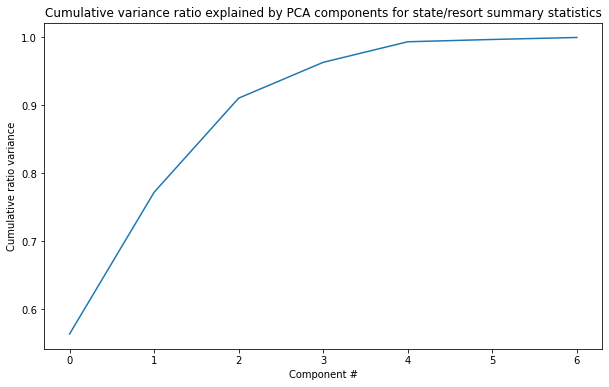 Cumulative variance ratio explained by PCA components for state/resort summary statistics
1.0
0.9
0.8
0.7
0.6
Cumulative ratio variance
0 1 2 3 4 5 6
Component #